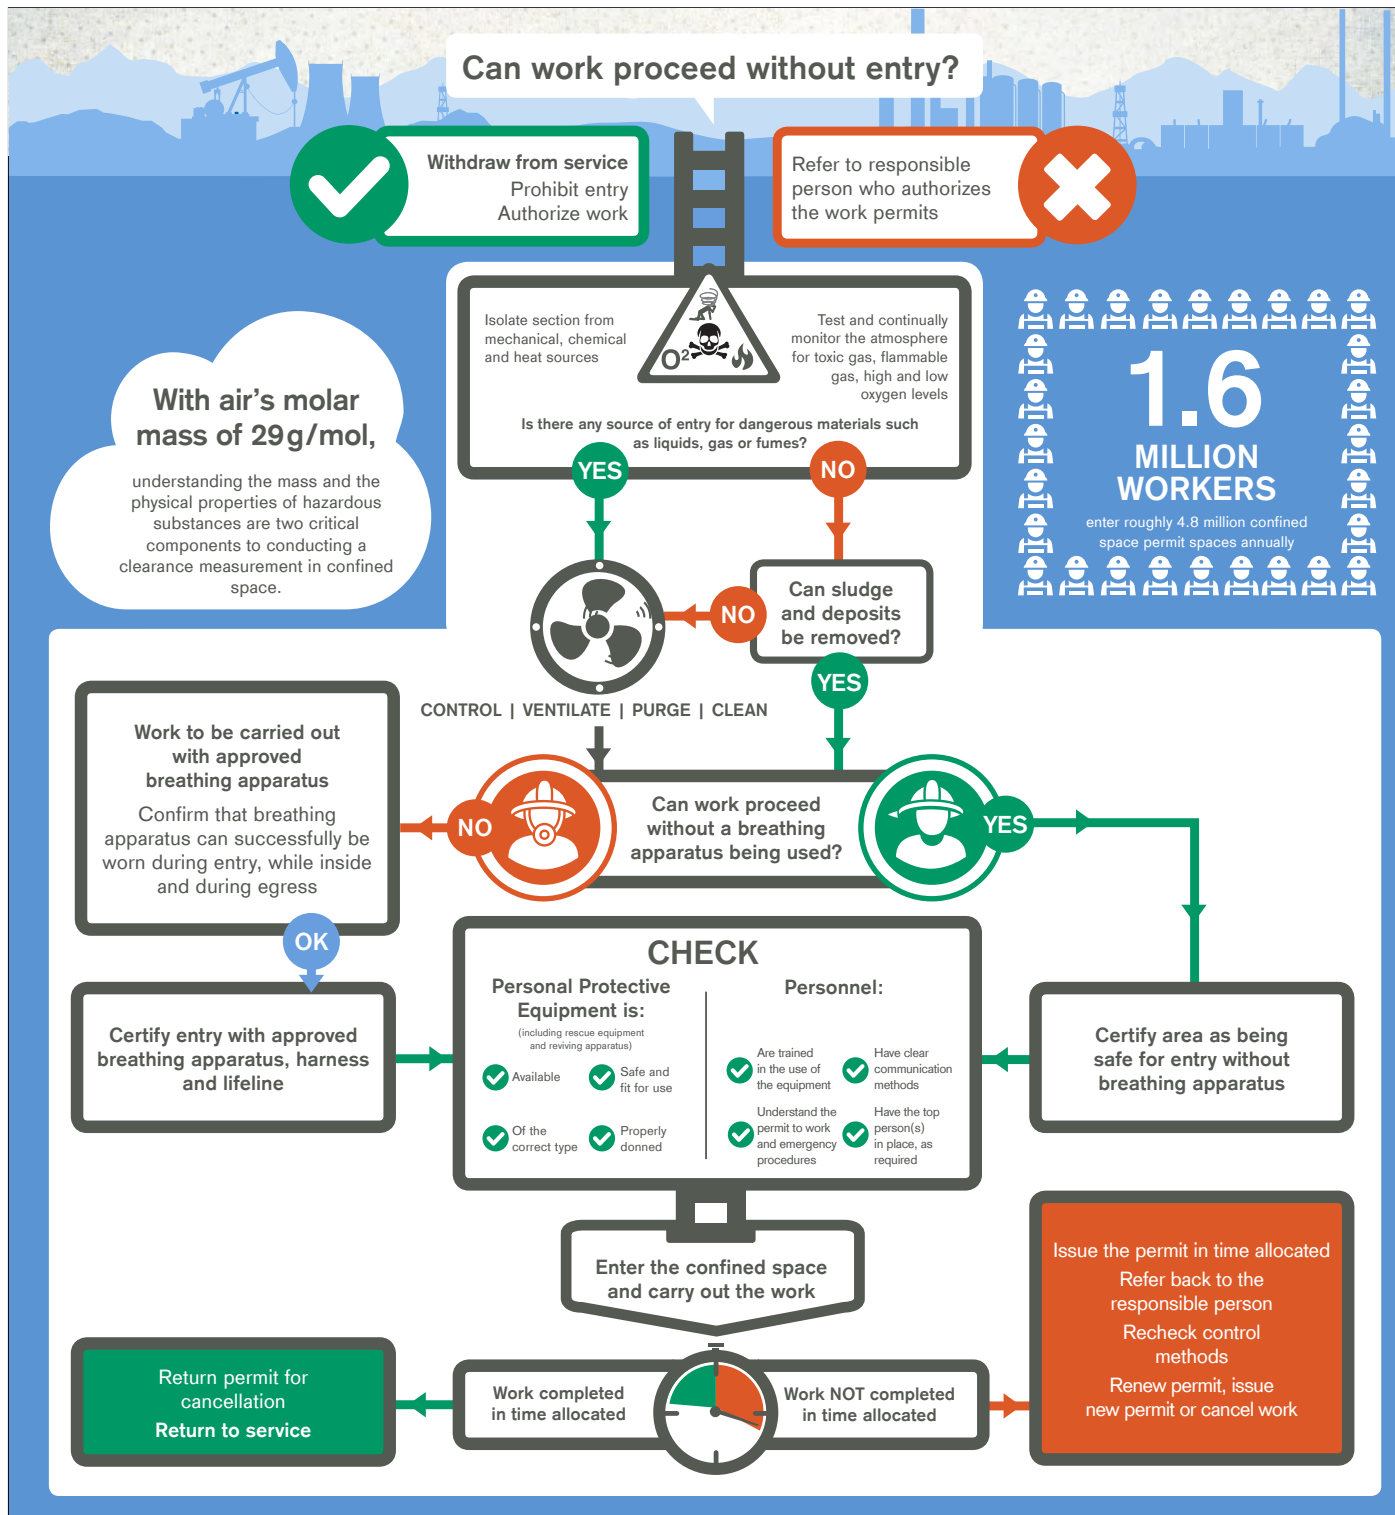 Can work proceed without entry?
Withdraw from service
Prohibit entry
Authorize work
Refer to responsible
person who authorizes
the work permits
Isolate section from
mechanical, chemical
and heat sources
O2
Test and continually
monitor the atmosphere
for toxic gas, flammable
gas, high and low
oxygen levels
Is there any source of entry for dangerous materials such
as liquids, gas or fumes?
YES
NO
With air's molar
mass of 29 g/mol,
understanding the mass and the
physical properties of hazardous
substances are two critical
components to conducting a
clearance measurement in confined
space.
1.6
MILLION
WORKERS
enter roughly 4.8 million confined
space permit spaces annually
Can sludge
and deposits
be removed?
NO
YES
CONTROL | VENTILATE | PURGE | CLEAN
Work to be carried out
with approved
breathing apparatus
Confirm that breathing
apparatus can successfully be
worn during entry, while inside
and during egress
NO
Can work proceed
without a breathing
apparatus being used?
YES
OK
Certify entry with approved
breathing apparatus, harness
and lifeline
CHECK
Personal Protective
Equipment is:
(including rescue equipment
and reviving apparatus)
Available
Safe and
fit for use
Of the
correct type
Properly
donned
Personnel:
Are trained
in the use of
the equipment
Have clear
communication
methods
Understand the
permit to work
and emergency
procedures
Have the top
person(s)
in place, as
required
Certify area as being
safe for entry without
breathing apparatus
Enter the confined space
and carry out the work
Issue the permit in time allocated
Refer back to the
responsible person
Recheck control
methods
Renew permit, issue
new permit or cancel work
Return permit for
cancellation
Return to service
Work completed
in time allocated
Work NOT completed
in time allocated